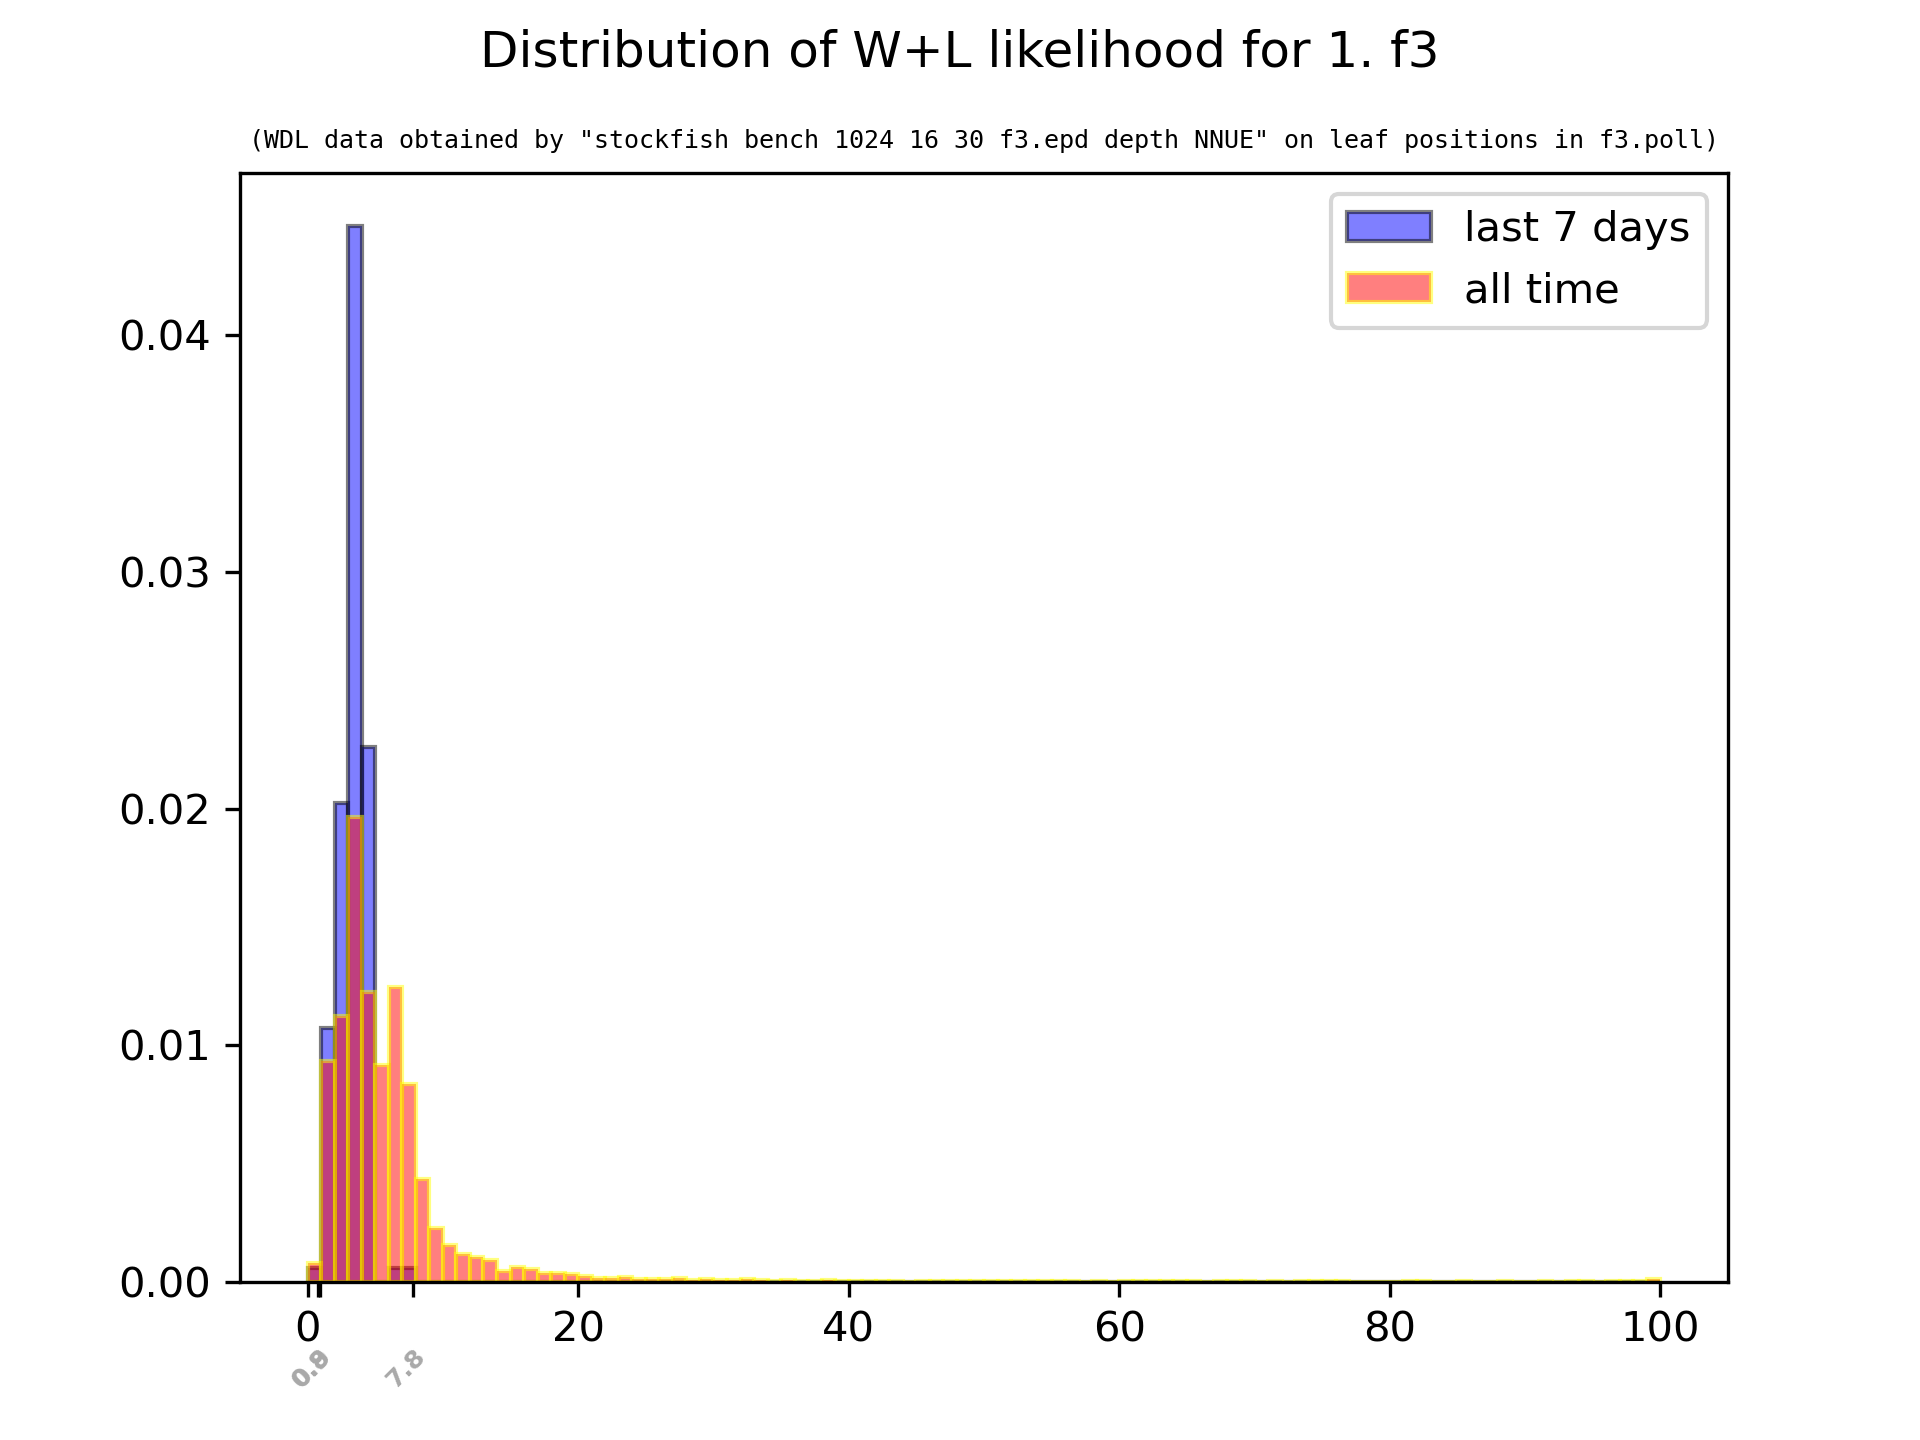 Distribution of W+L likelihood for 1. f3
(WDL data obtained by "stockfish bench 1024 16 30 f3.epd depth NNUE" on leaf positions in f3.poll)
last 7 days
all time
0.04
0.03
0.02
0.01
0.00
0 20 40 60 80 100
7.8